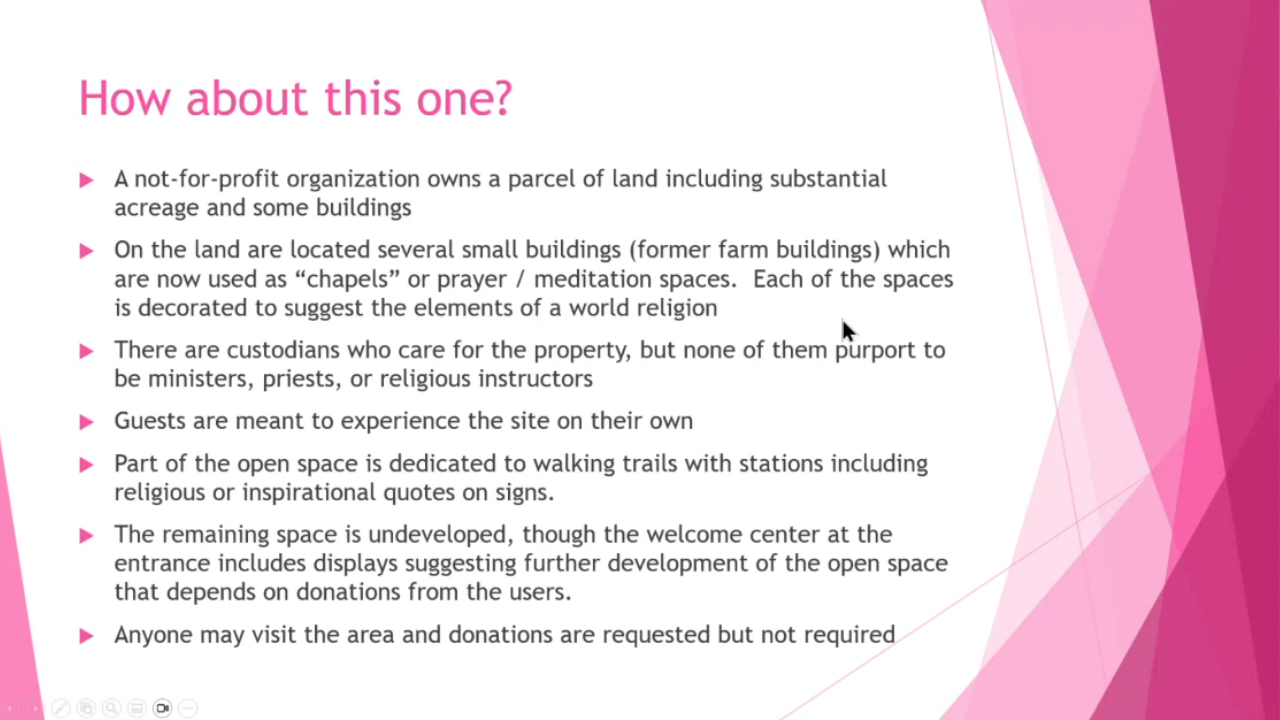 How about this one?
A not-for-profit organization owns a parcel of land including substantial
acreage and some buildings
On the land are located several small buildings (former farm buildings) which
are now used as “chapels” or prayer / meditation spaces.  Each of the spaces
is decorated to suggest the elements of a world religion
There are custodians who care for the property, but none of them purport to
be ministers, priests, or religious instructors
Guests are meant to experience the site on their own
Part of the open space is dedicated to walking trails with stations including
religious or inspirational quotes on signs.
The remaining space is undeveloped, though the welcome center at the
entrance includes displays suggesting further development of the open space
that depends on donations from the users.
Anyone may visit the area and donations are requested but not required